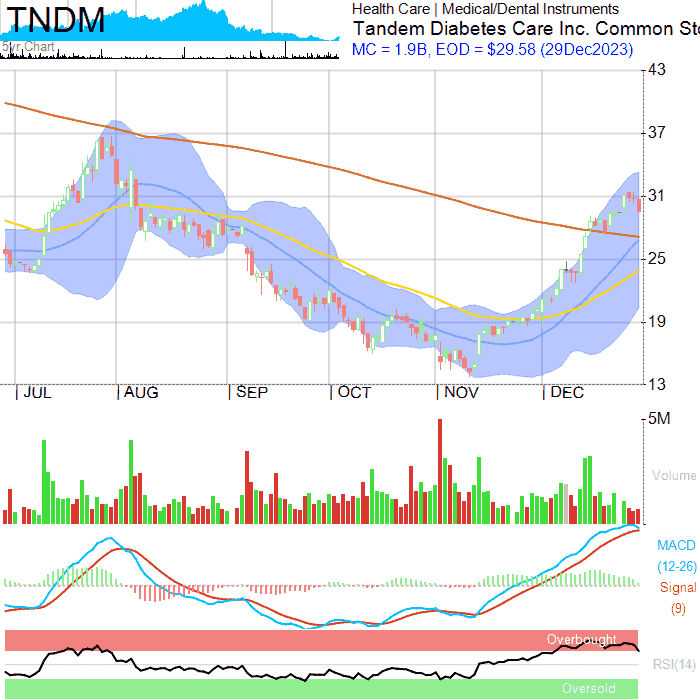 TNDM
5yr Chart
Health Care | Medical/Dental Instruments
Tandem Diabetes Care Inc. Common Sto
MC = 1.9B, EOD = $29.58 (29Dec2023)
43
37
31
25
19
13
JUL AUG SEP OCT NOV DEC
5M
Volume
MACD
(12-26)
Signal
(9)
Overbought
RSI(14)
Oversold